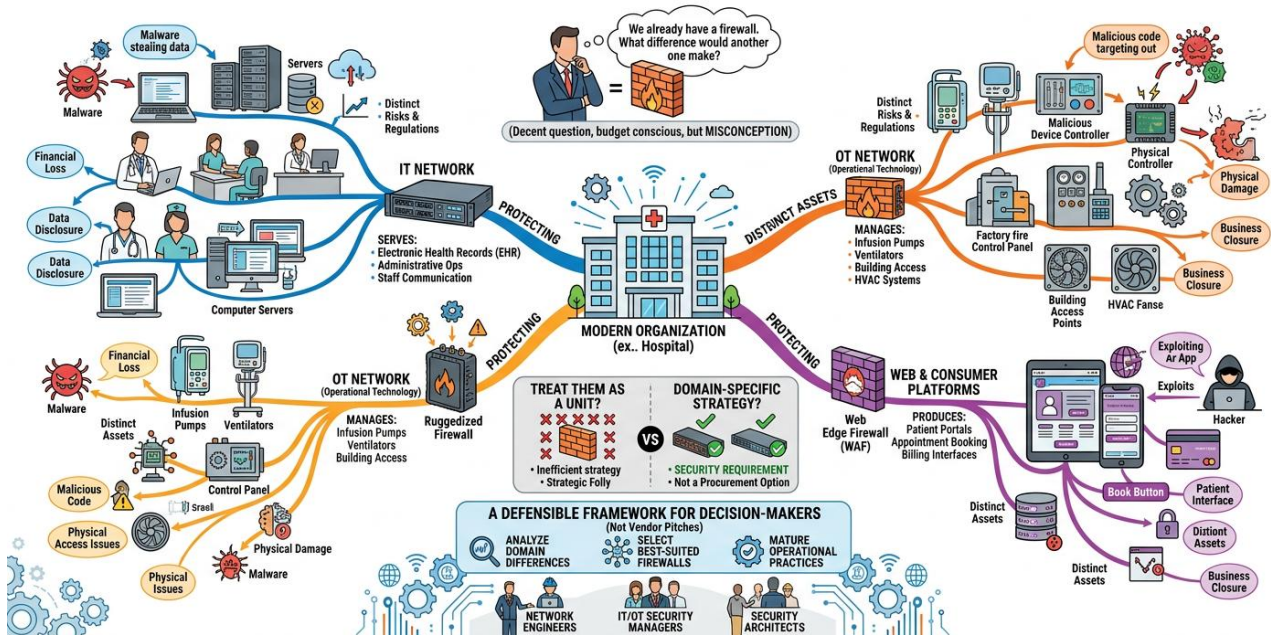 Malware
stealing data
Malware
Servers
Distinct
Risks &
Regulations
Financial
Loss
Data
Disclosure
Data
Disclosure
Computer Servers
IT NETWORK
SERVES:
Electronic Health Records (EHR)
Administrative Ops
Staff Communication
PROTECTING
We already have a firewall.
What difference would another
one make?
=
(Decent question, budget conscious, but MISCONCEPTION)
MODERN ORGANIZATION
(ex.. Hospital)
DISTRINCT ASSETS
Distinct
Risks &
Regulations
OT NETWORK
(Operational Technology)
MANAGES:
Infusion Pumps
Ventilators
Building Access
HVAC Systems
Malicious code
targeting out
Malicious
Device Controller
Physical
Controller
Physical
Damage
Factory fire
Control Panel
Business
Closure
Business
Closure
Building
Access
Points
HVAC Fanse
PROTECTING
OT NETWORK
(Operational Technology)
MANAGES:
Infusion Pumps
Ventilators
Building Access
Ruggedized
Firewall
Financial
Loss
Malware
Infusion
Pumps
Ventilators
Distinct
Assets
Control Panel
Malicious
Code
Sraell
Physical
Access Issues
Physical Damage
Malware
Physical
Issues
TREAT THEM AS
A UNIT?
Inefficient strategy
Strategic Folly
VS
DOMAIN-SPECIFIC
STRATEGY?
SECURITY REQUIREMENT
Not a Procurement Option
PROTECTING
Web
Edge Firewall
(WAF)
WEB & CONSUMER
PLATFORMS
PRODUCES:
Patient Portals
Appointment Booking
Billing Interfaces
Exploiting
Ar App
Exploits
Hacker
Book Button
Patient
Interface
Distinct
Assets
Ditiont
Assets
Distinct
Assets
Business
Closure
A DEFENSIBLE FRAMEWORK FOR DECISION-MAKERS
(Not Vendor Pitches)
ANALYZE
DOMAIN
DIFFERENCES
SELECT
BEST-SUITED
FIREWALLS
MATURE
OPERATIONAL
PRACTICES
NETWORK
ENGINEERS
IT/OT SECURITY
MANAGERS
SECURITY
ARCHITECTS